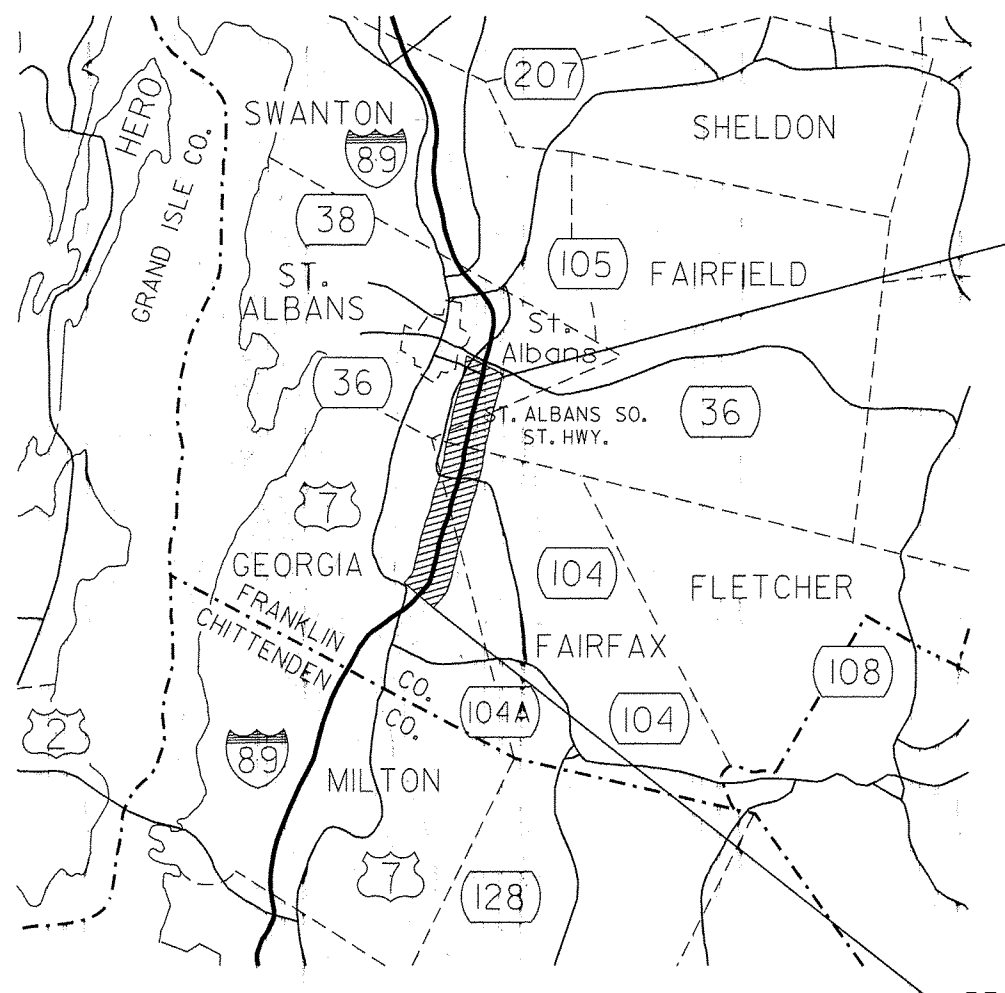 207
SWANTON
HERO
SHELDON
89
GRAND ISLE CO.
38
105
ST.
ALBANS
FAIRFIELD
St.
Albans
36
ST. ALBANS SO.
ST. HWY.
36
7
GEORGIA
104
FLETCHER
FRANKLIN
CHITTENDEN
FAIRFAX
108
CO.
CO.
104A
104
2
89
MILTON
7
128